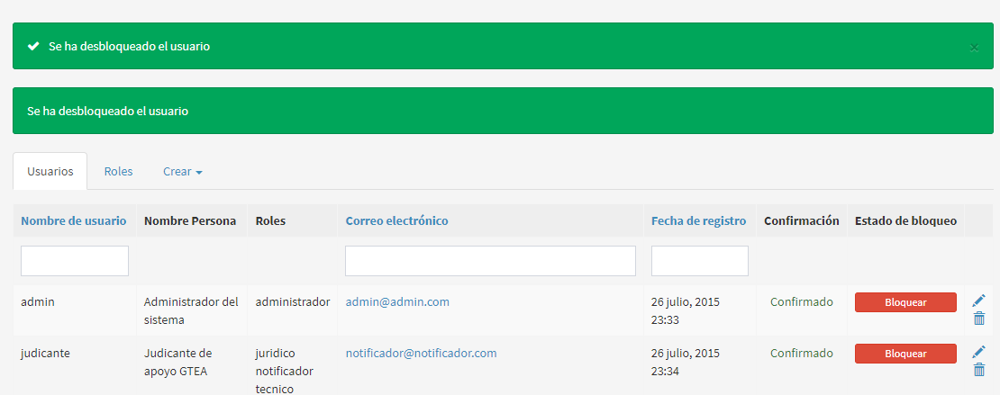 Se ha desbloqueado el usuario
×
Se ha desbloqueado el usuario
Usuarios Roles Crear
Nombre de usuario Nombre Persona Roles Correo electrónico Fecha de registro Confirmación Estado de bloqueo
admin Administrador del administrador admin@admin.com 26 julio, 2015 Confirmado Bloquear
sistema 23:33
judicante Judicante de juridico notificador@notificador.com 26 julio, 2015 Confirmado Bloquear
apoyo GTEA notificador 23:34
tecnico